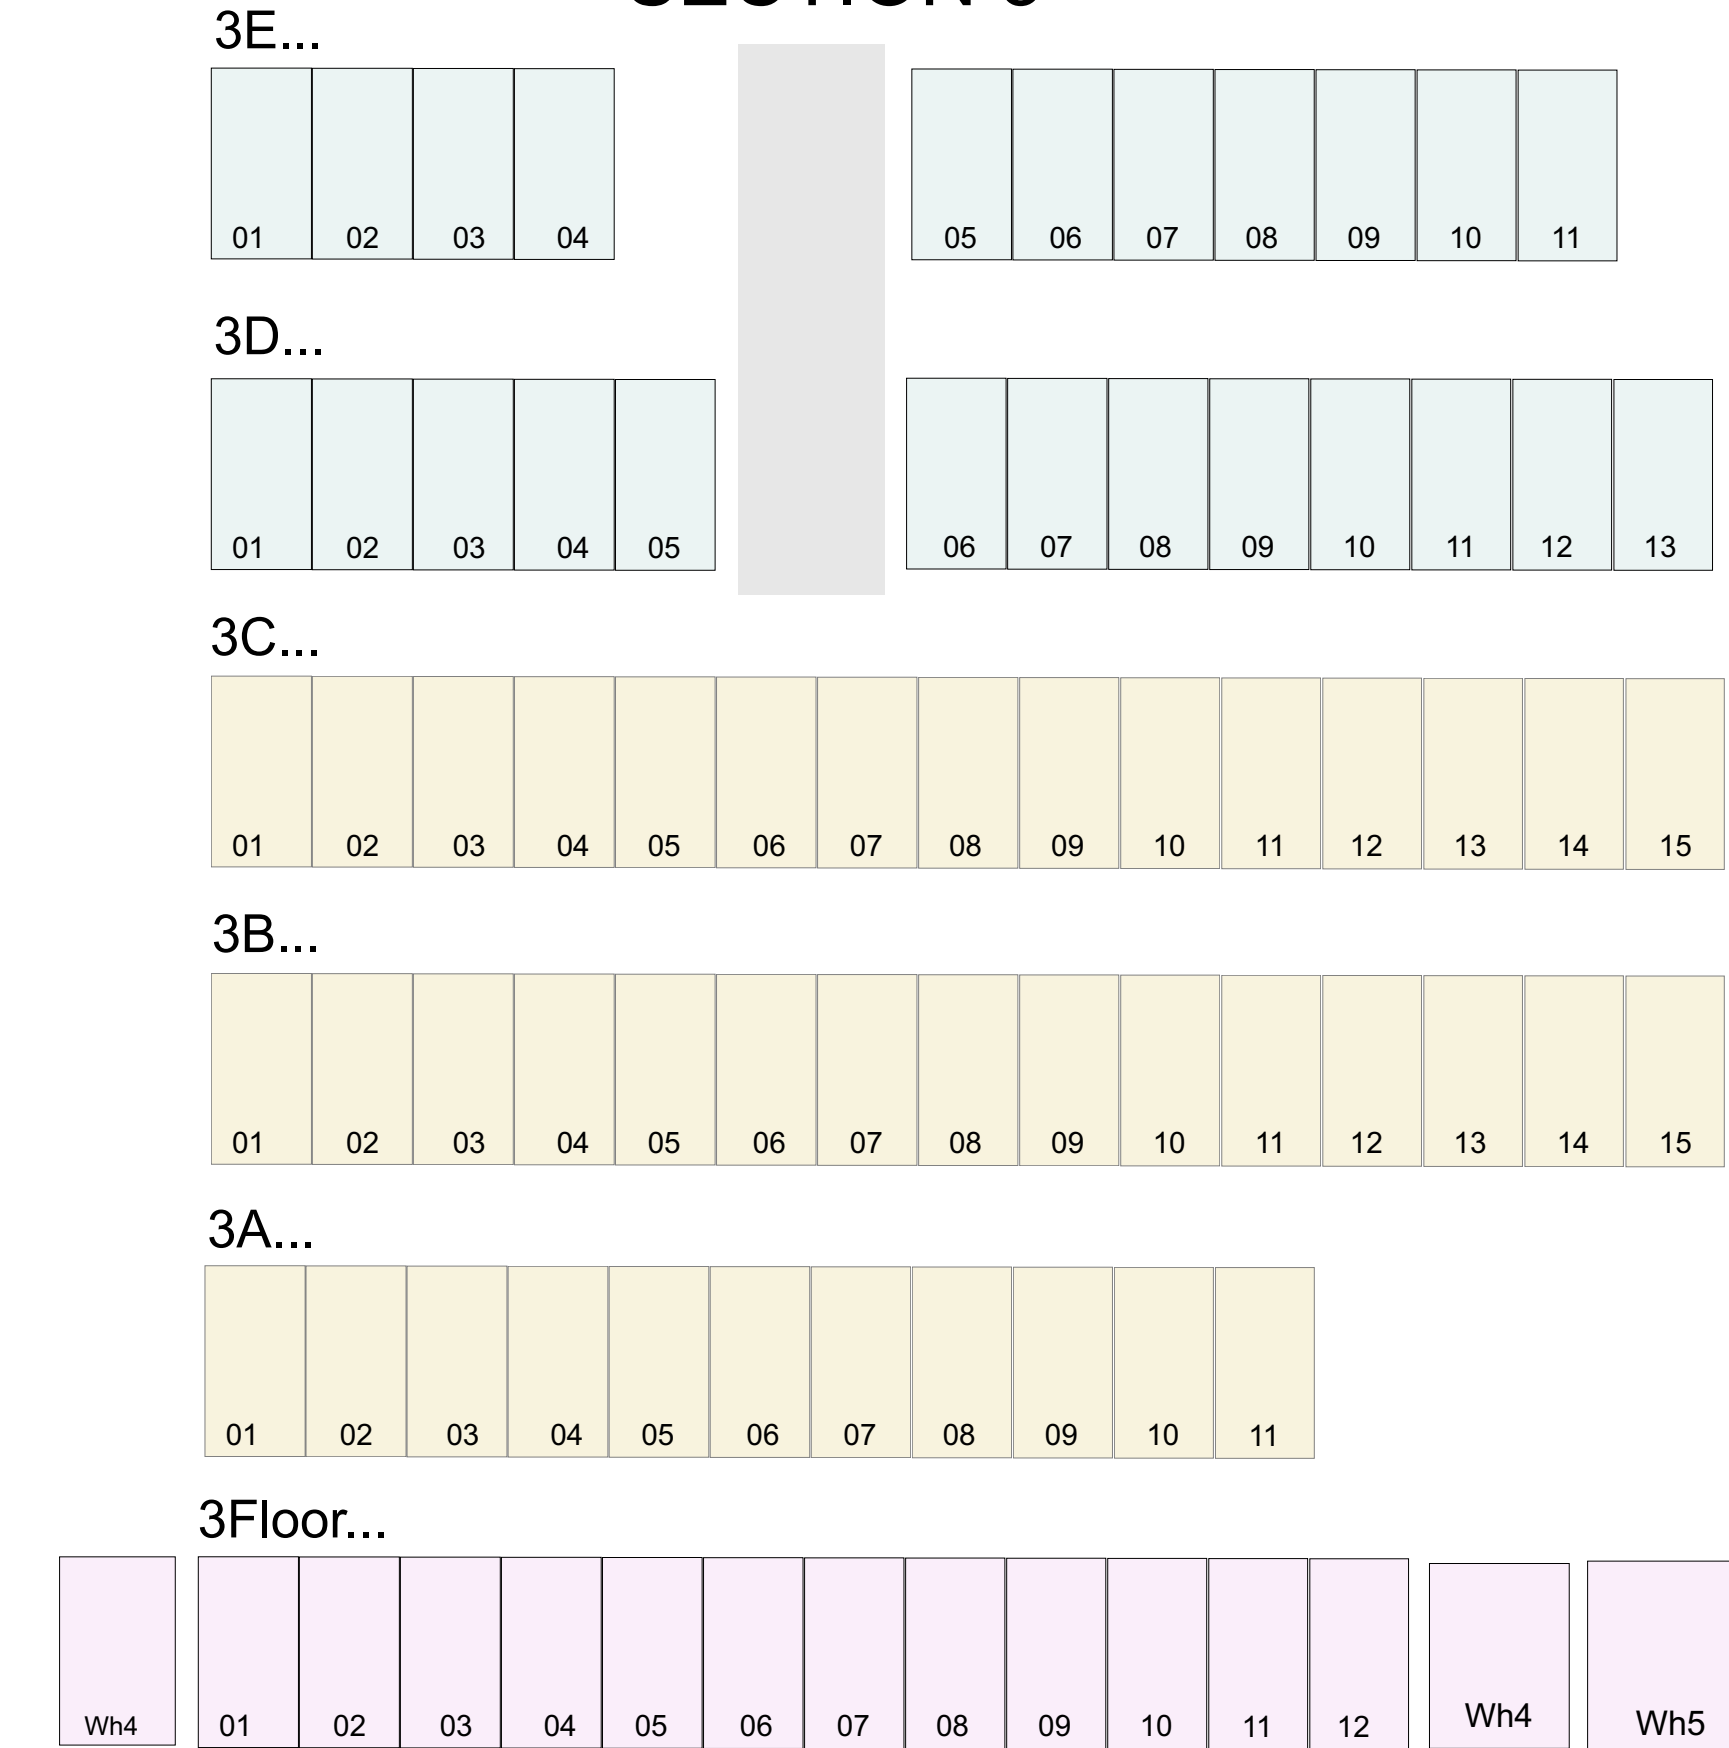 3E...
01 02 03 04 05 06 07 08 09 10 11
3D...
01 02 03 04 05 06 07 08 09 10 11 12 13
3C...
01 02 03 04 05 06 07 08 09 10 11 12 13 14 15
3B...
01 02 03 04 05 06 07 08 09 10 11 12 13 14 15
3A...
01 02 03 04 05 06 07 08 09 10 11
3Floor...
Wh4 01 02 03 04 05 06 07 08 09 10 11 12 Wh4 Wh5